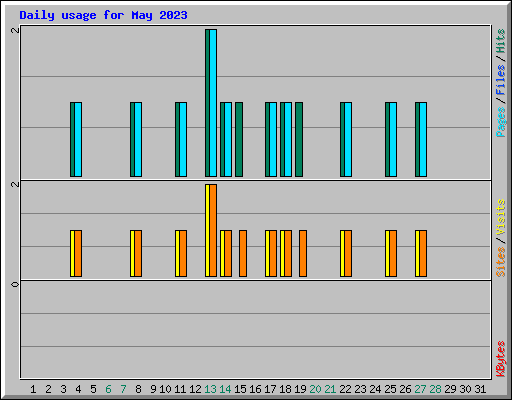 Daily usage for May 2023
2
2
0
Pages/Files/Hits
Sites/Visits
KBytes
1 2 3 4 5 6 7 8 9 10 11 12 13 14 15 16 17 18 19 20 21 22 23 24 25 26 27 28 29 30 31